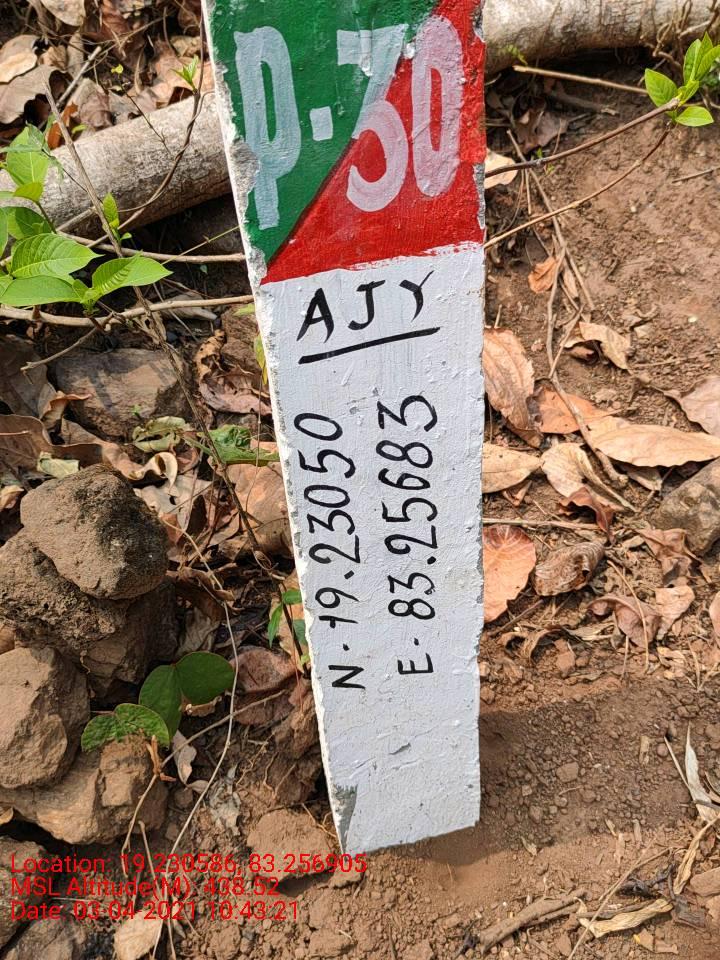 P-30
AJY
N-19.23050
E-83.25683
Location: 19.230586, 83.256905
MSL Altitude(M): 438.52
Date: 03-04-2021 10:43:21